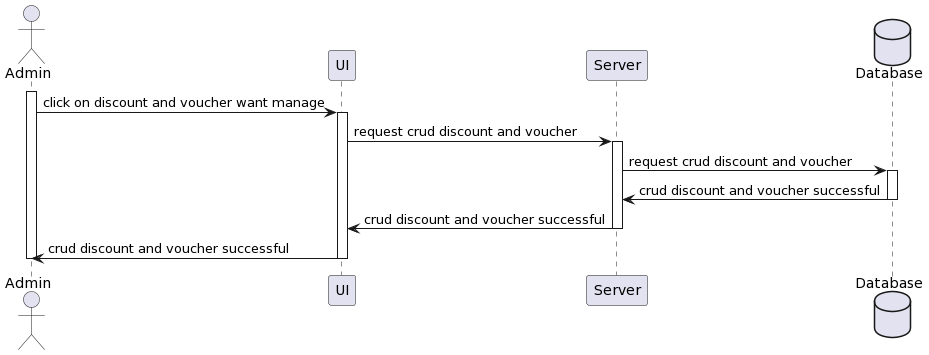 Admin
UI
Server
Database
click on discount and voucher want manage
request crud discount and voucher
request crud discount and voucher
crud discount and voucher successful
crud discount and voucher successful
crud discount and voucher successful
Admin
UI
Server
Database